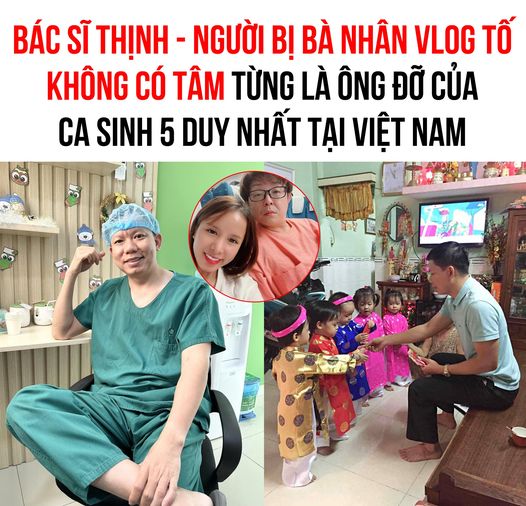 BÁC SĨ THỊNH - NGƯỜI BỊ BÀ NHÂN VLOG TỐ
KHÔNG CÓ TÂM TỪNG LÀ ÔNG ĐỠ CỦA
CA SINH 5 DUY NHẤT TẠI VIỆT NAM